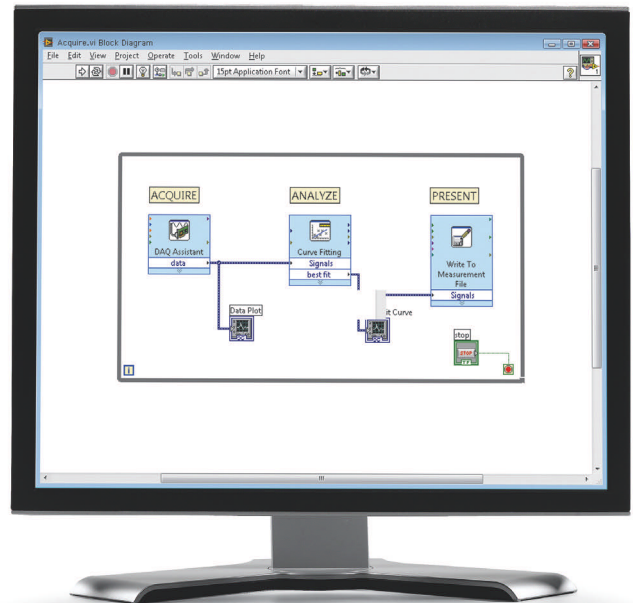 Acquire.vi Block Diagram
File Edit View Project Operate Tools Window Help
15pt Application Font
ACQUIRE
ANALYZE
PRESENT
DAQ Assistant
data
Curve Fitting
Signals
best fit
Write To
Measurement
File
Signals
Data Plot
it Curve
stop
STOP
i